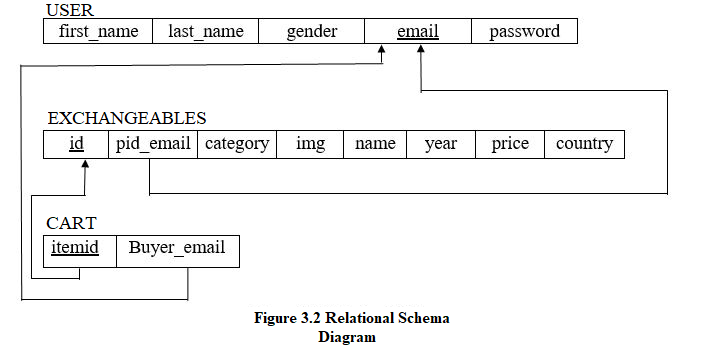 USER
first_name last_name gender email password
EXCHANGEABLES
id pid_email category img name year price country
CART
itemid Buyer_email
Figure 3.2 Relational Schema
Diagram